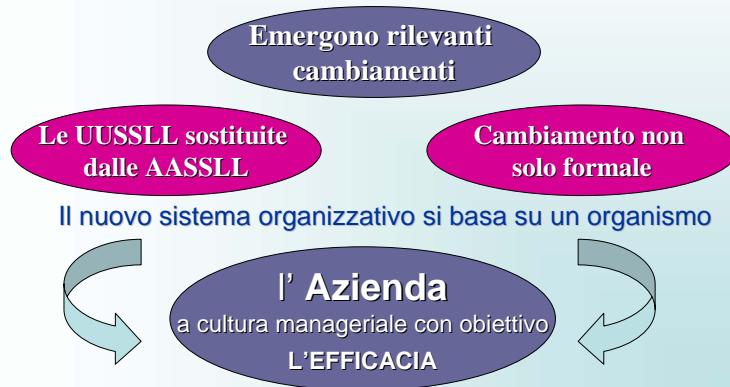 Emergono rilevanti
cambiamenti
Le UUSSLL sostituite
dalle AASSLL
Cambiamento non
solo formale
Il nuovo sistema organizzativo si basa su un organismo
l' Azienda
a cultura manageriale con obiettivo
L'EFFICACIA